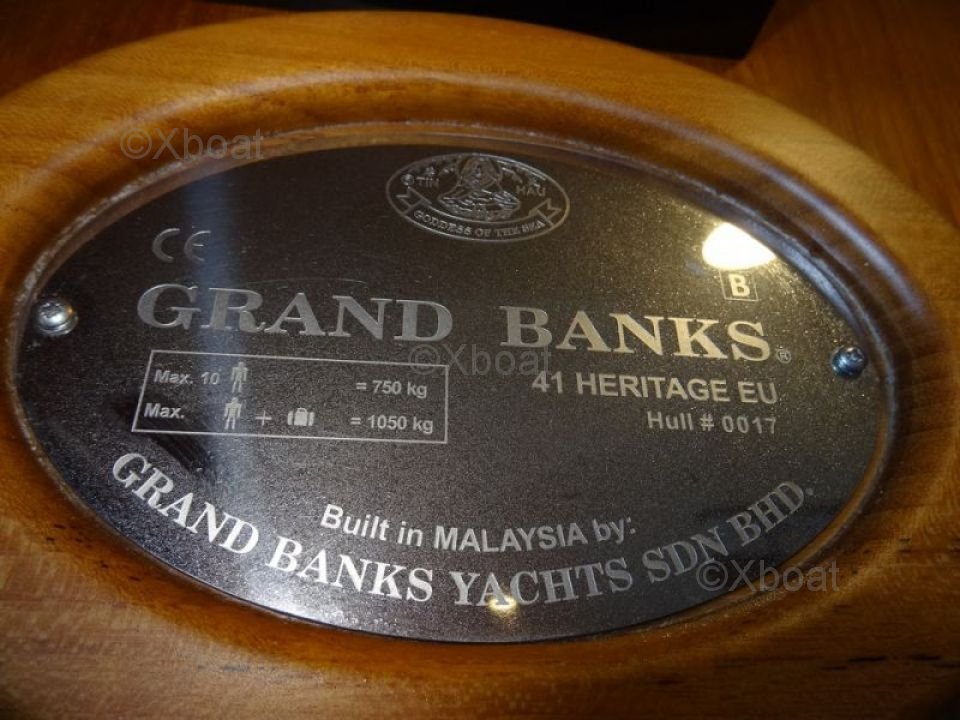 ©Xboat
TIN HAU
GODDESS OF THE SEA
CE
B
GRAND BANKS®
©Xboat
41 HERITAGE EU
Hull # 0017
Max. 10 = 750 kg
Max. + = 1050 kg
Built in MALAYSIA by:
GRAND BANKS YACHTS SDN BHD.
©Xboat